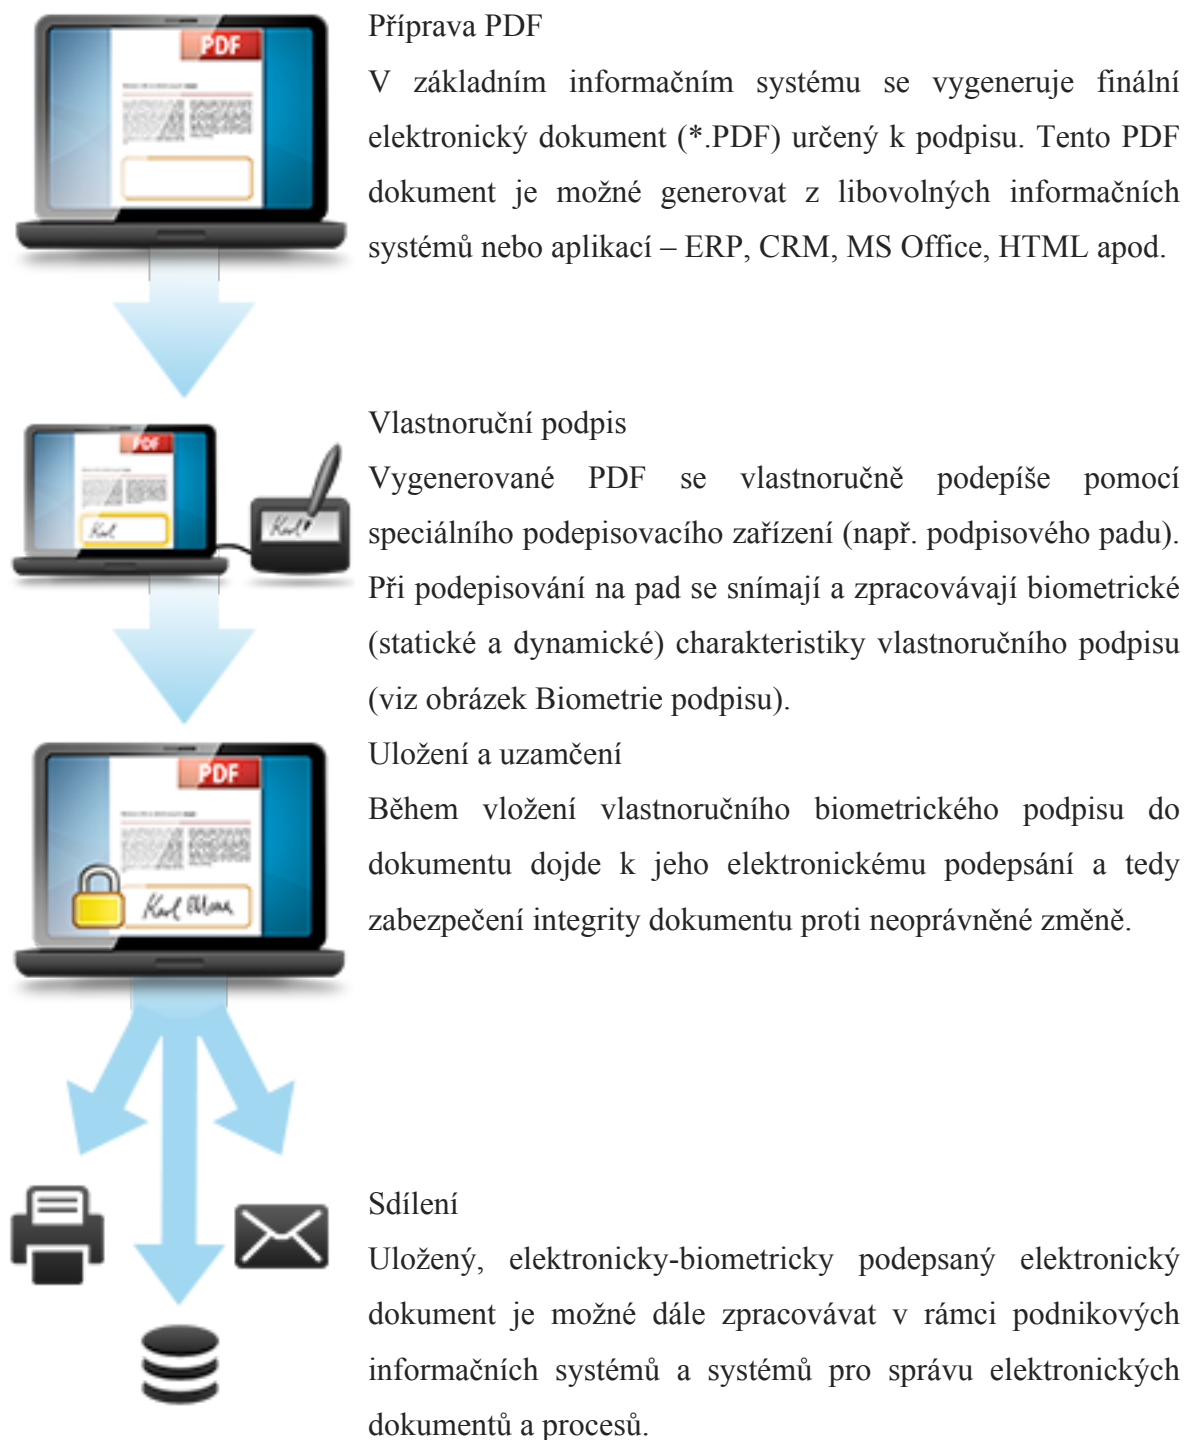 PDF
Příprava PDF
V základním informačním systému se vygeneruje finální
elektronický dokument (*.PDF) určený k podpisu. Tento PDF
dokument je možné generovat z libovolných informačních
systémů nebo aplikací – ERP, CRM, MS Office, HTML apod.
PDF
Karl
Karl
Vlastnoruční podpis
Vygenerované PDF se vlastnoručně podepíše pomocí
speciálního podepisovacího zařízení (např. podpisového padu).
Při podepisování na pad se snímají a zpracovávají biometrické
(statické a dynamické) charakteristiky vlastnoručního podpisu
(viz obrázek Biometrie podpisu).
PDF
Karl
Uložení a uzamčení
Během vložení vlastnoručního biometrického podpisu do
dokumentu dojde k jeho elektronickému podepsání a tedy
zabezpečení integrity dokumentu proti neoprávněné změně.
Sdílení
Uložený, elektronicky-biometricky podepsaný elektronický
dokument je možné dále zpracovávat v rámci podnikových
informačních systémů a systémů pro správu elektronických
dokumentů a procesů.